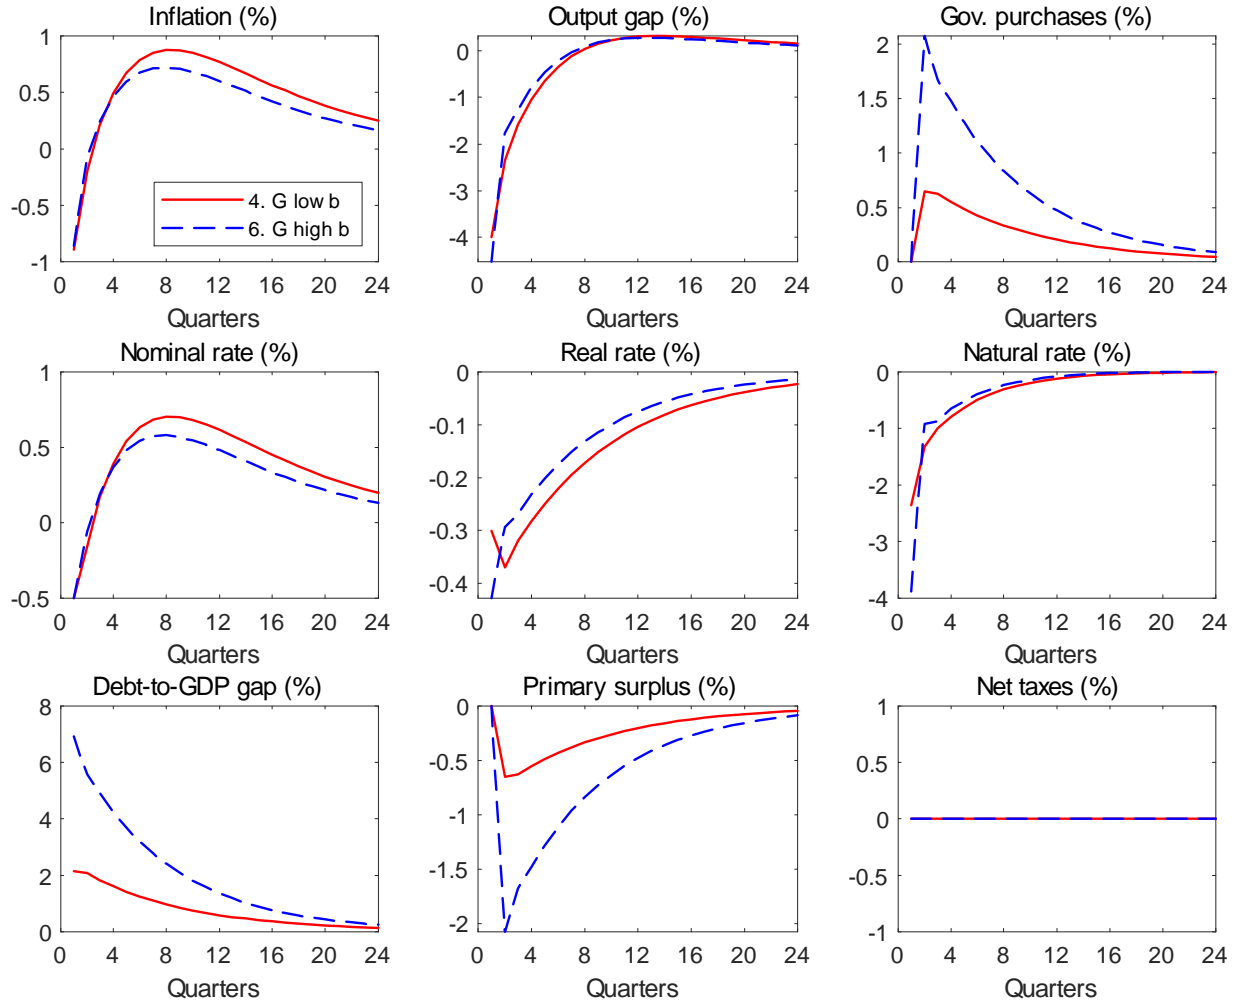 Inflation (%)
1
0.5
0
-0.5
-1
0 4 8 12 16 20 24
Quarters
4. G low b
6. G high b
Output gap (%)
0
-1
-2
-3
-4
0 4 8 12 16 20 24
Quarters
Gov. purchases (%)
2
1.5
1
0.5
0
0 4 8 12 16 20 24
Quarters
Nominal rate (%)
1
0.5
0
-0.5
0 4 8 12 16 20 24
Quarters
Real rate (%)
0
-0.1
-0.2
-0.3
-0.4
0 4 8 12 16 20 24
Quarters
Natural rate (%)
0
-1
-2
-3
-4
0 4 8 12 16 20 24
Quarters
Debt-to-GDP gap (%)
8
6
4
2
0
0 4 8 12 16 20 24
Quarters
Primary surplus (%)
0
-0.5
-1
-1.5
-2
0 4 8 12 16 20 24
Quarters
Net taxes (%)
1
0.5
0
-0.5
-1
0 4 8 12 16 20 24
Quarters